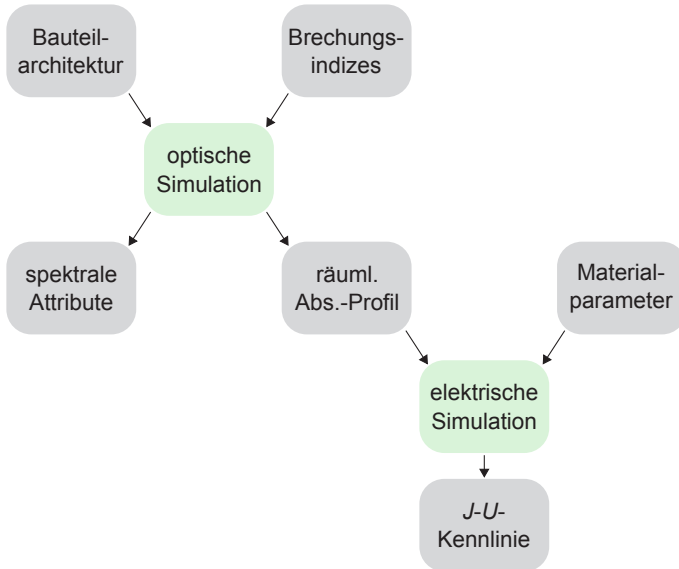 Bauteil-
architektur
Brechungs-
indizes
optische
Simulation
spektrale
Attribute
räuml.
Abs.-Profil
Material-
parameter
elektrische
Simulation
J-U-
Kennlinie